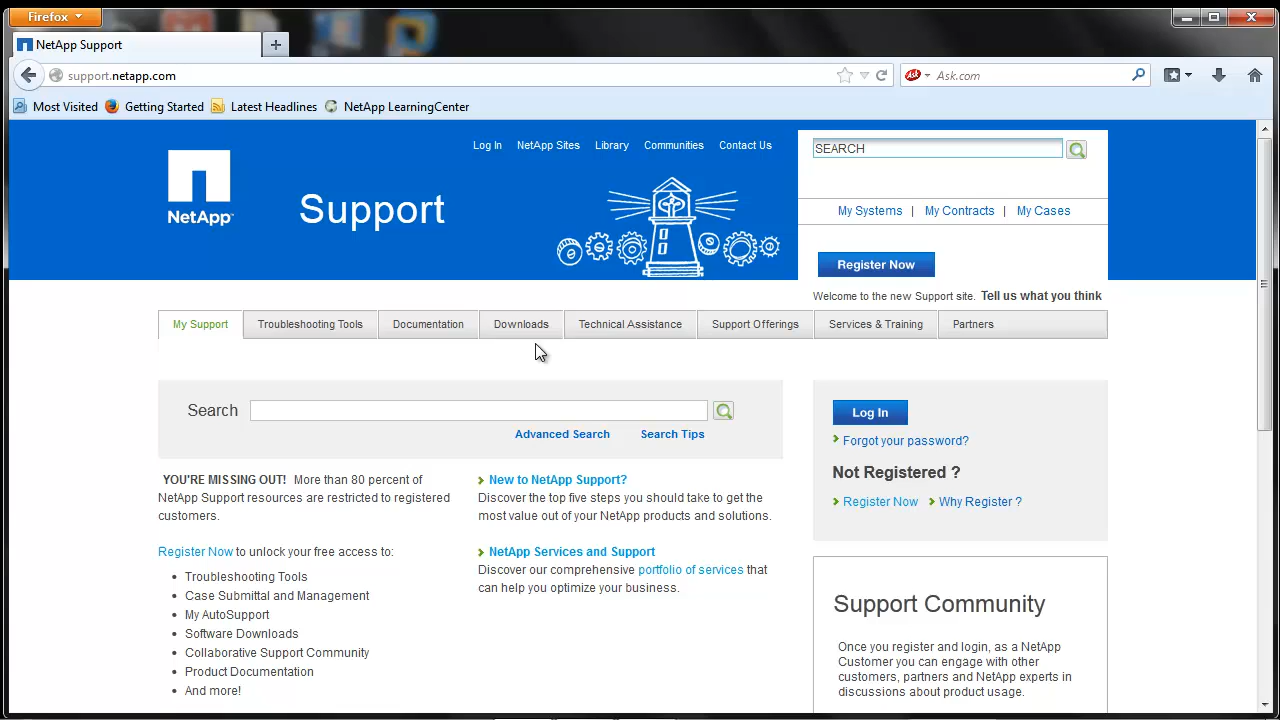 Firefox
NetApp Support
support.netapp.com
Ask
Ask.com
Most Visited Getting Started Latest Headlines NetApp LearningCenter
Log In NetApp Sites Library Communities Contact Us
SEARCH
NetApp™
Support
My Systems | My Contracts | My Cases
Register Now
Welcome to the new Support site. Tell us what you think
My Support Troubleshooting Tools Documentation Downloads Technical Assistance Support Offerings Services & Training Partners
Search
Advanced Search Search Tips
Log In
Forgot your password?
Not Registered ?
Register Now Why Register ?
YOU'RE MISSING OUT! More than 80 percent of
NetApp Support resources are restricted to registered
customers.
New to NetApp Support?
Discover the top five steps you should take to get the
most value out of your NetApp products and solutions.
Register Now to unlock your free access to:
NetApp Services and Support
Discover our comprehensive portfolio of services that
can help you optimize your business.
• Troubleshooting Tools
• Case Submittal and Management
• My AutoSupport
• Software Downloads
• Collaborative Support Community
• Product Documentation
• And more!
Support Community
Once you register and login, as a NetApp
Customer you can engage with other
customers, partners and NetApp experts in
discussions about product usage.